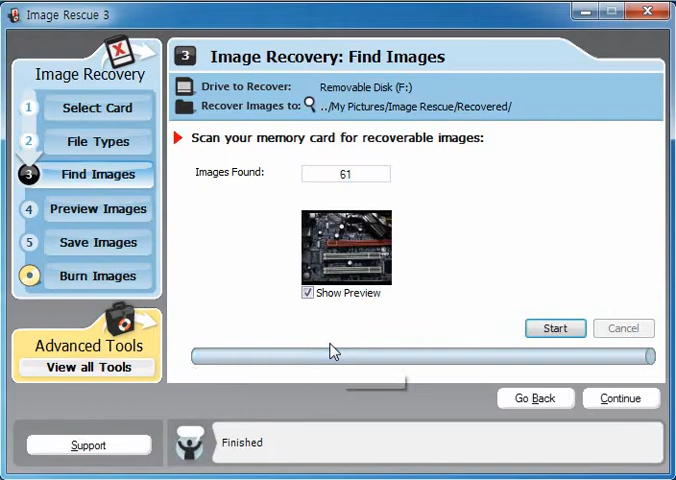 Image Rescue 3
Image Recovery
1 Select Card
2 File Types
3 Find Images
4 Preview Images
5 Save Images
Burn Images
Advanced Tools
View all Tools
Support
3 Image Recovery: Find Images
Drive to Recover: Removable Disk (F:)
Recover Images to: ../My Pictures/Image Rescue/Recovered/
Scan your memory card for recoverable images:
Images Found: 61
Show Preview
Start Cancel
Go Back Continue
Finished